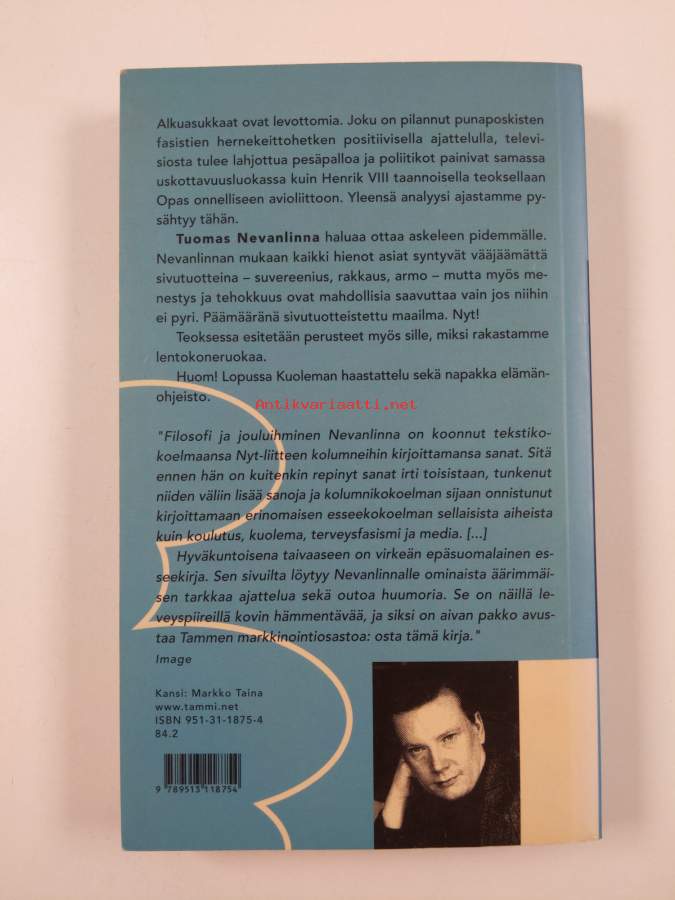 Alkuasukkaat ovat levottomia. Joku on pilannut punaposkisten
fasistien hernekeittohetken positiivisella ajattelulla, televi-
siosta tulee lahjottua pesäpalloa ja poliitikot painivat samassa
uskottavuusluokassa kuin Henrik VIII taannoisella teoksellaan
Opas onnelliseen avioliittoon. Yleensä analyysi ajastamme py-
sähtyy tähän.
Tuomas Nevanlinna haluaa ottaa askeleen pidemmälle.
Nevanlinnan mukaan kaikki hienot asiat syntyvät vääjäämättä
sivutuotteina – suvereenius, rakkaus, armo – mutta myös me-
nestys ja tehokkuus ovat mahdollisia saavuttaa vain jos niihin
ei pyri. Päämääränä sivutuotteistettu maailma. Nyt!
Teoksessa esitetään perusteet myös sille, miksi rakastamme
lentokoneruokaa.
Huom! Lopussa Kuoleman haastattelu sekä napakka elämän-
ohjeisto.
Antikvariaatti.net
"Filosofi ja jouluihminen Nevanlinna on koonnut tekstiko-
koelmaansa Nyt-liitteen kolumneihin kirjoittamansa sanat. Sitä
ennen hän on kuitenkin repinyt sanat irti toisistaan, tunkenut
niiden väliin lisää sanoja ja kolumnikokoelman sijaan onnistunut
kirjoittamaan erinomaisen esseekokoelman sellaisista aiheista
kuin koulutus, kuolema, terveysfasismi ja media. [...]
Hyväkuntoisena taivaaseen on virkeän epäsuomalainen es-
seekirja. Sen sivuilta löytyy Nevanlinnalle ominaista äärimmäi-
sen tarkkaa ajattelua sekä outoa huumoria. Se on näillä le-
veyspiireillä kovin hämmentävää, ja siksi on aivan pakko avus-
taa Tammen markkinointiosastoa: osta tämä kirja."
Image
Kansi: Markko Taina
www.tammi.net
ISBN 951-31-1875-4
84.2
9 789513 118754